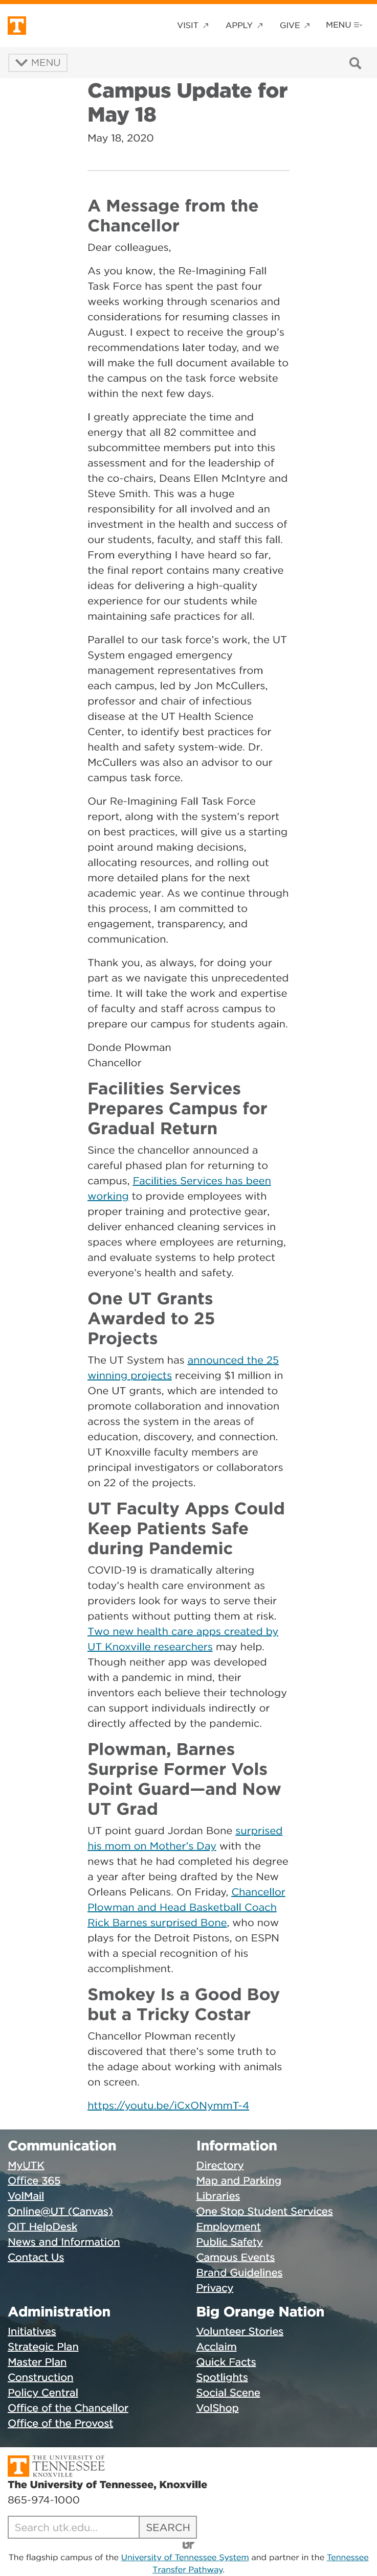 T
VISIT ↗ APPLY ↗ GIVE ↗ MENU
MENU
Campus Update for
May 18
May 18, 2020
A Message from the
Chancellor
Dear colleagues,
As you know, the Re-Imagining Fall
Task Force has spent the past four
weeks working through scenarios and
considerations for resuming classes in
August. I expect to receive the group's
recommendations later today, and we
will make the full document available to
the campus on the task force website
within the next few days.
I greatly appreciate the time and
energy that all 82 committee and
subcommittee members put into this
assessment and for the leadership of
the co-chairs, Deans Ellen McIntyre and
Steve Smith. This was a huge
responsibility for all involved and an
investment in the health and success of
our students, faculty, and staff this fall.
From everything I have heard so far,
the final report contains many creative
ideas for delivering a high-quality
experience for our students while
maintaining safe practices for all.
Parallel to our task force's work, the UT
System engaged emergency
management representatives from
each campus, led by Jon McCullers,
professor and chair of infectious
disease at the UT Health Science
Center, to identify best practices for
health and safety system-wide. Dr.
McCullers was also an advisor to our
campus task force.
Our Re-Imagining Fall Task Force
report, along with the system's report
on best practices, will give us a starting
point around making decisions,
allocating resources, and rolling out
more detailed plans for the next
academic year. As we continue through
this process, I am committed to
engagement, transparency, and
communication.
Thank you, as always, for doing your
part as we navigate this unprecedented
time. It will take the work and expertise
of faculty and staff across campus to
prepare our campus for students again.
Donde Plowman
Chancellor
Facilities Services
Prepares Campus for
Gradual Return
Since the chancellor announced a
careful phased plan for returning to
campus, Facilities Services has been
working to provide employees with
proper training and protective gear,
deliver enhanced cleaning services in
spaces where employees are returning,
and evaluate systems to help protect
everyone's health and safety.
One UT Grants
Awarded to 25
Projects
The UT System has announced the 25
winning projects receiving $1 million in
One UT grants, which are intended to
promote collaboration and innovation
across the system in the areas of
education, discovery, and connection.
UT Knoxville faculty members are
principal investigators or collaborators
on 22 of the projects.
UT Faculty Apps Could
Keep Patients Safe
during Pandemic
COVID-19 is dramatically altering
today's health care environment as
providers look for ways to serve their
patients without putting them at risk.
Two new health care apps created by
UT Knoxville researchers may help.
Though neither app was developed
with a pandemic in mind, their
inventors each believe their technology
can support individuals indirectly or
directly affected by the pandemic.
Plowman, Barnes
Surprise Former Vols
Point Guard—and Now
UT Grad
UT point guard Jordan Bone surprised
his mom on Mother's Day with the
news that he had completed his degree
a year after being drafted by the New
Orleans Pelicans. On Friday, Chancellor
Plowman and Head Basketball Coach
Rick Barnes surprised Bone, who now
plays for the Detroit Pistons, on ESPN
with a special recognition of his
accomplishment.
Smokey Is a Good Boy
but a Tricky Costar
Chancellor Plowman recently
discovered that there's some truth to
the adage about working with animals
on screen.
https://youtu.be/iCxONymmT-4
Communication
MyUTK
Office 365
VolMail
Online@UT (Canvas)
OIT HelpDesk
News and Information
Contact Us
Information
Directory
Map and Parking
Libraries
One Stop Student Services
Employment
Public Safety
Campus Events
Brand Guidelines
Privacy
Administration
Initiatives
Strategic Plan
Master Plan
Construction
Policy Central
Office of the Chancellor
Office of the Provost
Big Orange Nation
Volunteer Stories
Acclaim
Quick Facts
Spotlights
Social Scene
VolShop
T THE UNIVERSITY OF
TENNESSEE
KNOXVILLE
The University of Tennessee, Knoxville
865-974-1000
Search utk.edu... SEARCH
UT
The flagship campus of the University of Tennessee System and partner in the Tennessee
Transfer Pathway.